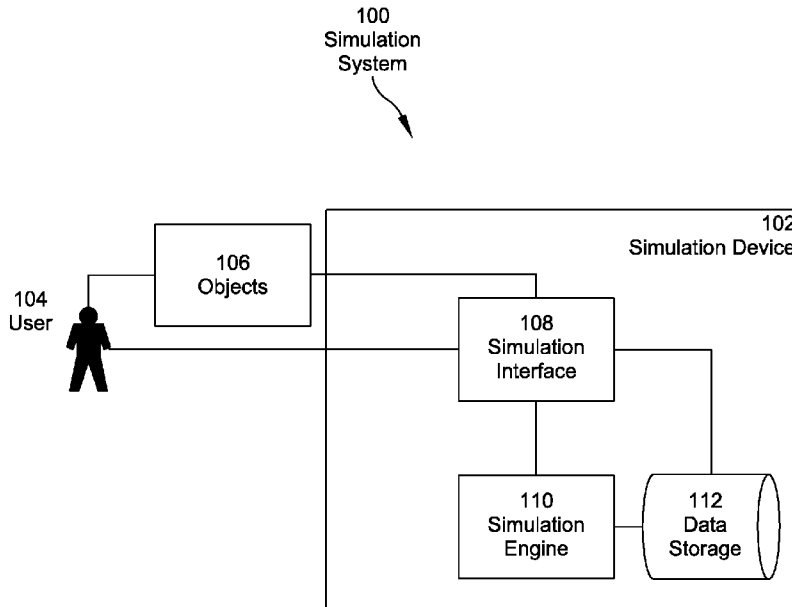 100
Simulation
System
102
Simulation Device
106
Objects
104
User
108
Simulation
Interface
110
Simulation
Engine
112
Data
Storage